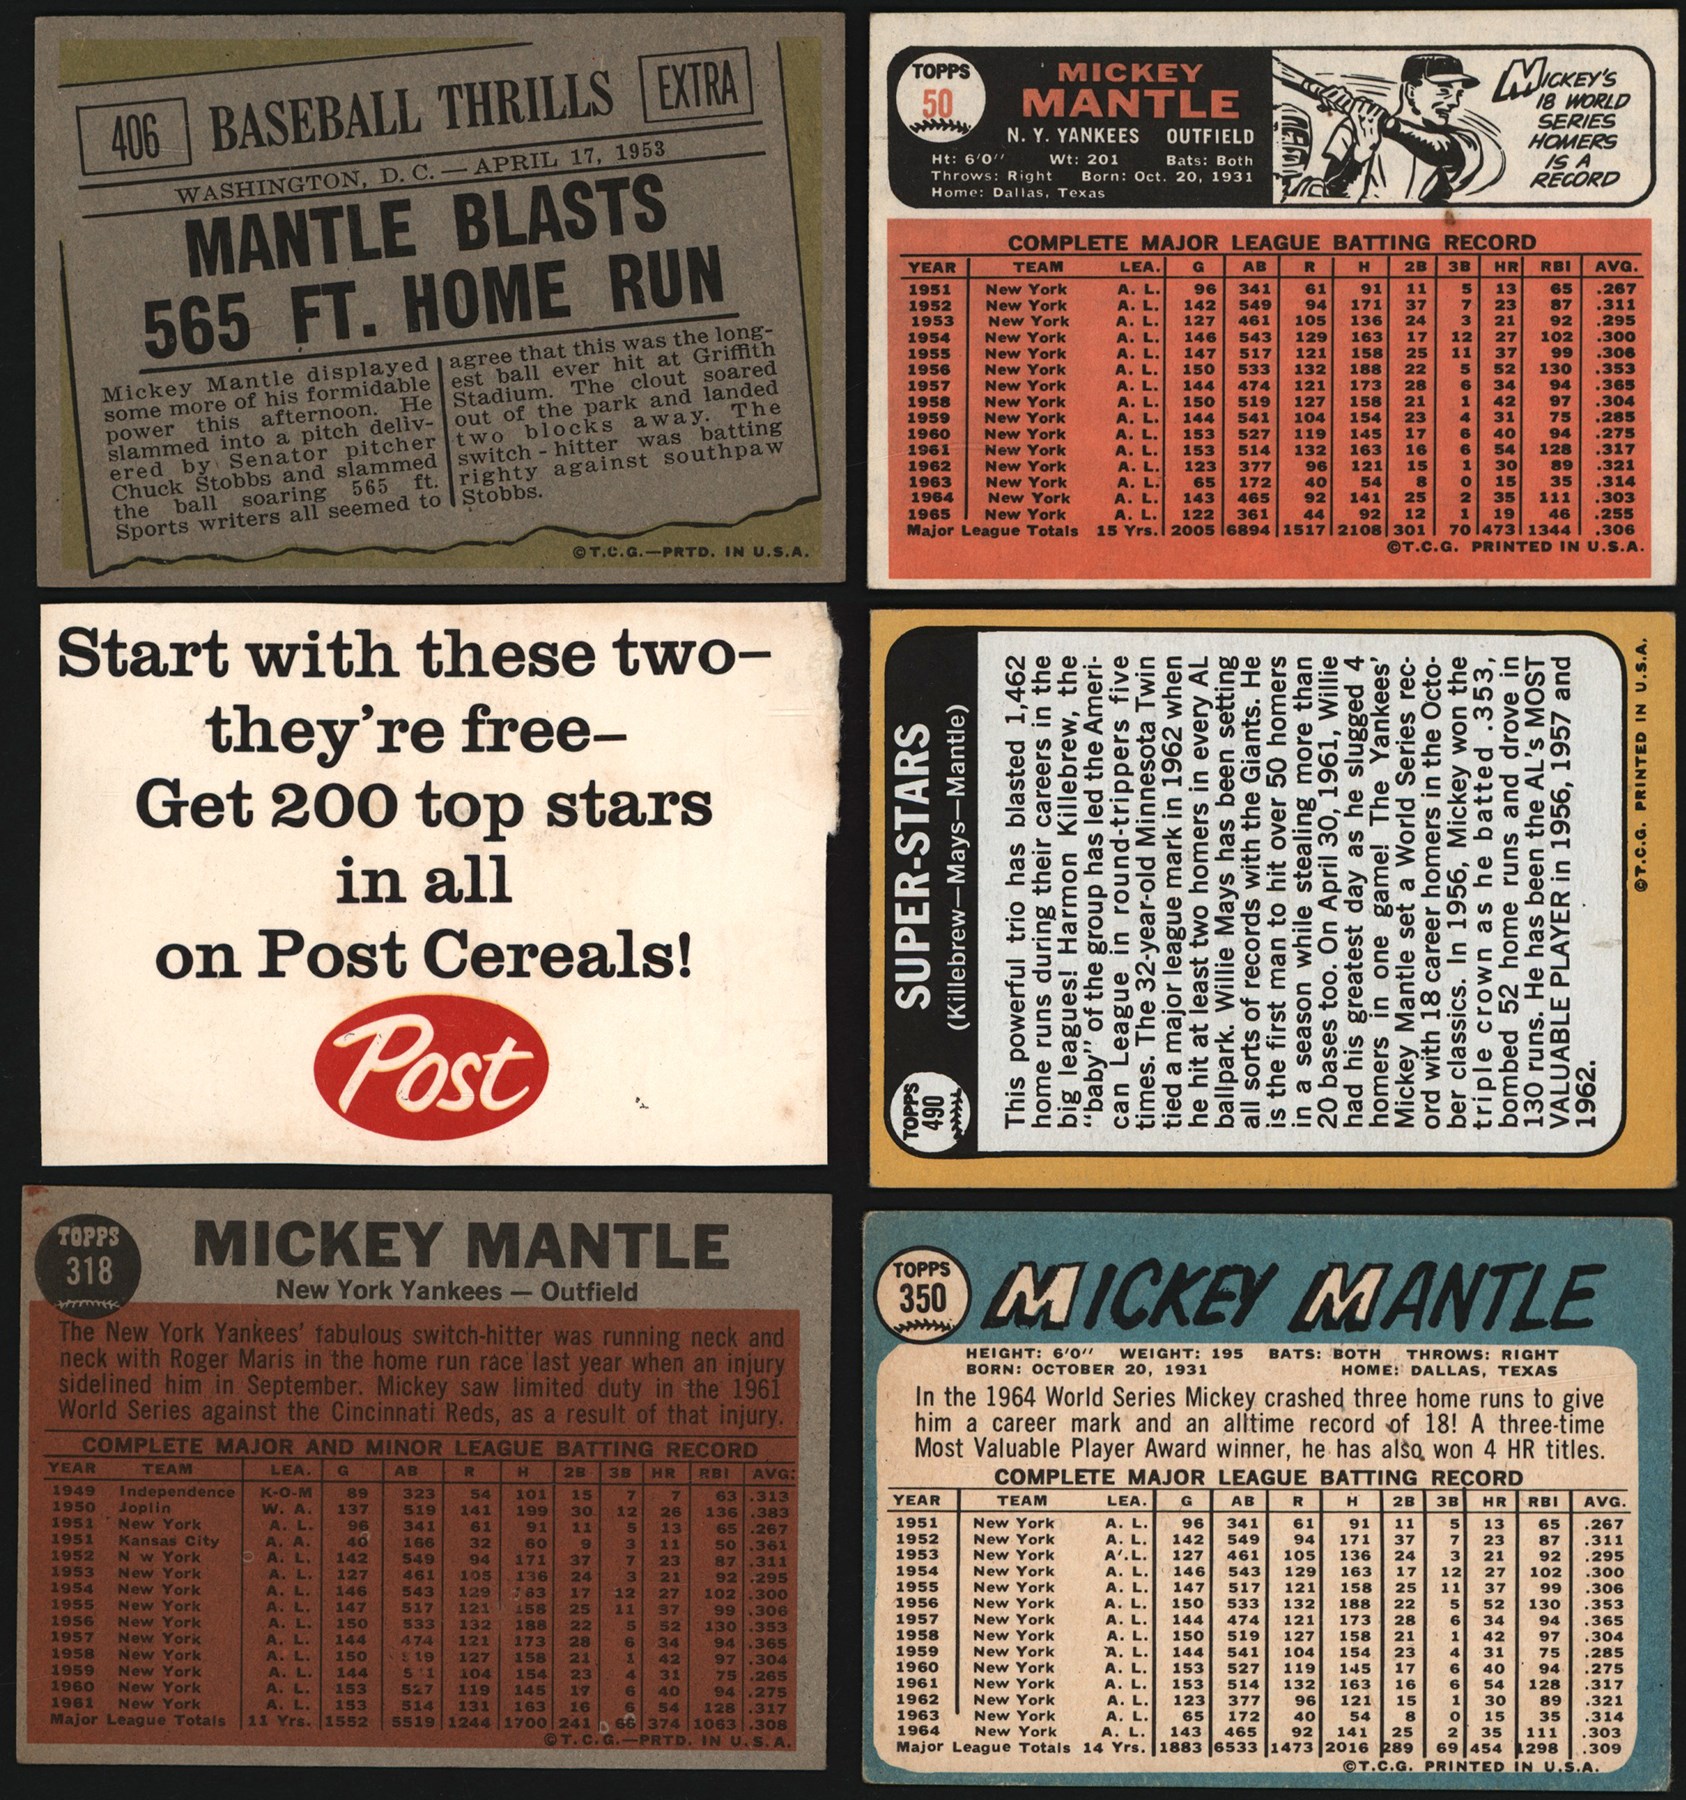 406
BASEBALL THRILLS
EXTRA
WASHINGTON, D. C. — APRIL 17, 1953
MANTLE BLASTS
565 FT. HOME RUN
Mickey Mantle displayed
some more of his formidable
power this afternoon. He
slammed into a pitch deliv-
ered by Senator pitcher
Chuck Stobbs and slammed
the ball soaring 565 ft.
Sports writers all seemed to
agree that this was the long-
est ball ever hit at Griffith
Stadium. The clout soared
out of the park and landed
two blocks away. The
switch-hitter was batting
righty against southpaw
Stobbs.
©T.C.G.—PRTD. IN U.S.A.
TOPPS
50
MICKEY
MANTLE
N. Y. YANKEES OUTFIELD
Ht: 6'0" Wt: 201 Bats: Both
Throws: Right Born: Oct. 20, 1931
Home: Dallas, Texas
MICKEY'S
18 WORLD
SERIES
HOMERS
IS A
RECORD
COMPLETE MAJOR LEAGUE BATTING RECORD
YEAR TEAM LEA. G AB R H 2B 3B HR RBI AVG.
1951 New York A. L. 96 341 61 91 11 5 13 65 .267
1952 New York A. L. 142 549 94 171 37 7 23 87 .311
1953 New York A. L. 127 461 105 136 24 3 21 92 .295
1954 New York A. L. 146 543 129 163 17 12 27 102 .300
1955 New York A. L. 147 517 121 158 25 11 37 99 .306
1956 New York A. L. 150 533 132 188 22 5 52 130 .353
1957 New York A. L. 144 474 121 173 28 6 34 94 .365
1958 New York A. L. 150 519 127 158 21 1 42 97 .304
1959 New York A. L. 144 541 104 154 23 4 31 75 .285
1960 New York A. L. 153 527 119 145 17 6 40 94 .275
1961 New York A. L. 153 514 132 163 16 6 54 128 .317
1962 New York A. L. 123 377 96 121 15 1 30 89 .321
1963 New York A. L. 65 172 40 54 8 0 15 35 .314
1964 New York A. L. 143 465 92 141 25 2 35 111 .303
1965 New York A. L. 122 361 44 92 12 1 19 46 .255
Major League Totals 15 Yrs. 2005 6894 1517 2108 301 70 473 1344 .306
©T.C.G. PRINTED IN U.S.A.
Start with these two–
they're free–
Get 200 top stars
in all
on Post Cereals!
Post
TOPPS
490
SUPER-STARS
(Killebrew—Mays—Mantle)
This powerful trio has blasted 1,462
home runs during their careers in the
big leagues! Harmon Killebrew, the
"baby" of the group has led the Ameri-
can League in round-trippers five
times. The 32-year-old Minnesota Twin
tied a major league mark in 1962 when
he hit at least two homers in every AL
ballpark. Willie Mays has been setting
all sorts of records with the Giants. He
is the first man to hit over 50 homers
in a season while stealing more than
20 bases too. On April 30, 1961, Willie
had his greatest day as he slugged 4
homers in one game! The Yankees'
Mickey Mantle set a World Series rec-
ord with 18 career homers in the Octo-
ber classics. In 1956, Mickey won the
triple crown as he batted .353,
bombed 52 home runs and drove in
130 runs. He has been the AL's MOST
VALUABLE PLAYER in 1956, 1957 and
1962.
©T.C.G. PRINTED IN U.S.A.
TOPPS
318
MICKEY MANTLE
New York Yankees — Outfield
The New York Yankees' fabulous switch-hitter was running neck and
neck with Roger Maris in the home run race last year when an injury
sidelined him in September. Mickey saw limited duty in the 1961
World Series against the Cincinnati Reds, as a result of that injury.
COMPLETE MAJOR AND MINOR LEAGUE BATTING RECORD
YEAR TEAM LEA. G AB R H 2B 3B HR RBI AVG.
1949 Independence K-O-M 89 323 54 101 15 7 7 63 .313
1950 Joplin W. A. 137 519 141 199 30 12 26 136 .383
1951 New York A. L. 96 341 61 91 11 5 13 65 .267
1951 Kansas City A. A. 40 166 32 60 9 3 11 50 .361
1952 N w York A. L. 142 549 94 171 37 7 23 87 .311
1953 New York A. L. 127 461 105 136 24 3 21 92 .295
1954 New York A. L. 146 543 129 63 17 12 27 102 .300
1955 New York A. L. 147 517 121 158 25 11 37 99 .306
1956 New York A. L. 150 533 132 188 22 5 52 130 .353
1957 New York A. L. 144 474 121 173 28 6 34 94 .365
1958 New York A. L. 150 19 127 158 21 1 42 97 .304
1959 New York A. L. 144 5 1 104 154 23 4 31 75 .265
1960 New York A. L. 153 527 119 145 17 6 40 94 .275
1961 New York A. L. 153 514 131 163 16 6 54 128 .317
Major League Totals 11 Yrs. 1552 5519 1244 1700 241 66 374 1063 .308
©T.C.G.—PRTD. IN U.S.A.
TOPPS
350
MICKEY MANTLE
HEIGHT: 6'0" WEIGHT: 195 BATS: BOTH THROWS: RIGHT
BORN: OCTOBER 20, 1931 HOME: DALLAS, TEXAS
In the 1964 World Series Mickey crashed three home runs to give
him a career mark and an alltime record of 18! A three-time
Most Valuable Player Award winner, he has also won 4 HR titles.
COMPLETE MAJOR LEAGUE BATTING RECORD
YEAR TEAM LEA. G AB R H 2B 3B HR RBI AVG.
1951 New York A. L. 96 341 61 91 11 5 13 65 .267
1952 New York A. L. 142 549 94 171 37 7 23 87 .311
1953 New York A. L. 127 461 105 136 24 3 21 92 .295
1954 New York A. L. 146 543 129 163 17 12 27 102 .300
1955 New York A. L. 147 517 121 158 25 11 37 99 .306
1956 New York A. L. 150 533 132 188 22 5 52 130 .353
1957 New York A. L. 144 474 121 173 28 6 34 94 .365
1958 New York A. L. 150 519 127 158 21 1 42 97 .304
1959 New York A. L. 144 541 104 154 23 4 31 75 .285
1960 New York A. L. 153 527 119 145 17 6 40 94 .275
1961 New York A. L. 153 514 132 163 16 6 54 128 .317
1962 New York A. L. 123 377 96 121 15 1 30 89 .321
1963 New York A. L. 65 172 40 54 8 0 15 35 .314
1964 New York A. L. 143 465 92 141 25 2 35 111 .303
Major League Totals 14 Yrs. 1883 6533 1473 2016 289 69 454 1298 .309
©T.C.G. PRINTED IN U.S.A.